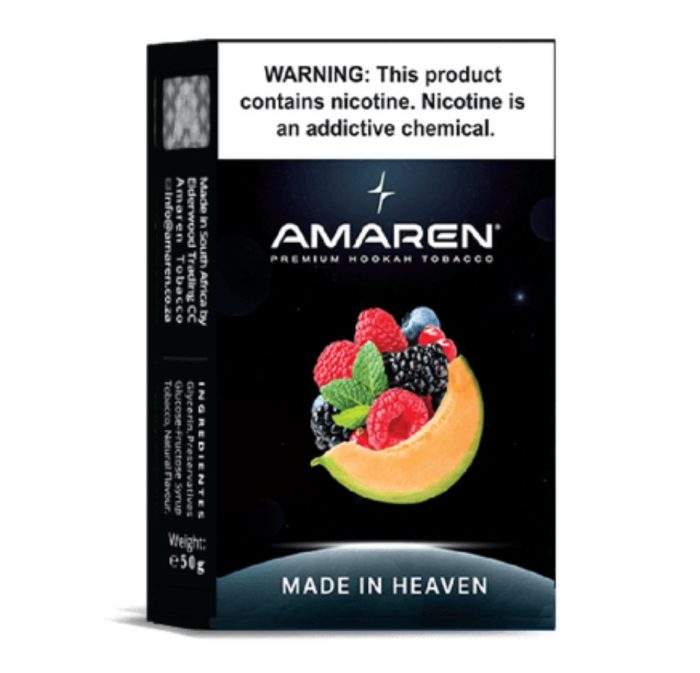 WARNING: This product
contains nicotine. Nicotine is
an addictive chemical.
AMAREN®
PREMIUM HOOKAH TOBACCO
MADE IN HEAVEN
Made in South Africa by
Elderwood Trading CC
Amaren Tobacco
info@amaren.co.za
INGREDIENTES
Glycerin,Preservatives
Glucose-Fructose Syrup
Tobacco, Natural Flavour.
Weight:
e50g